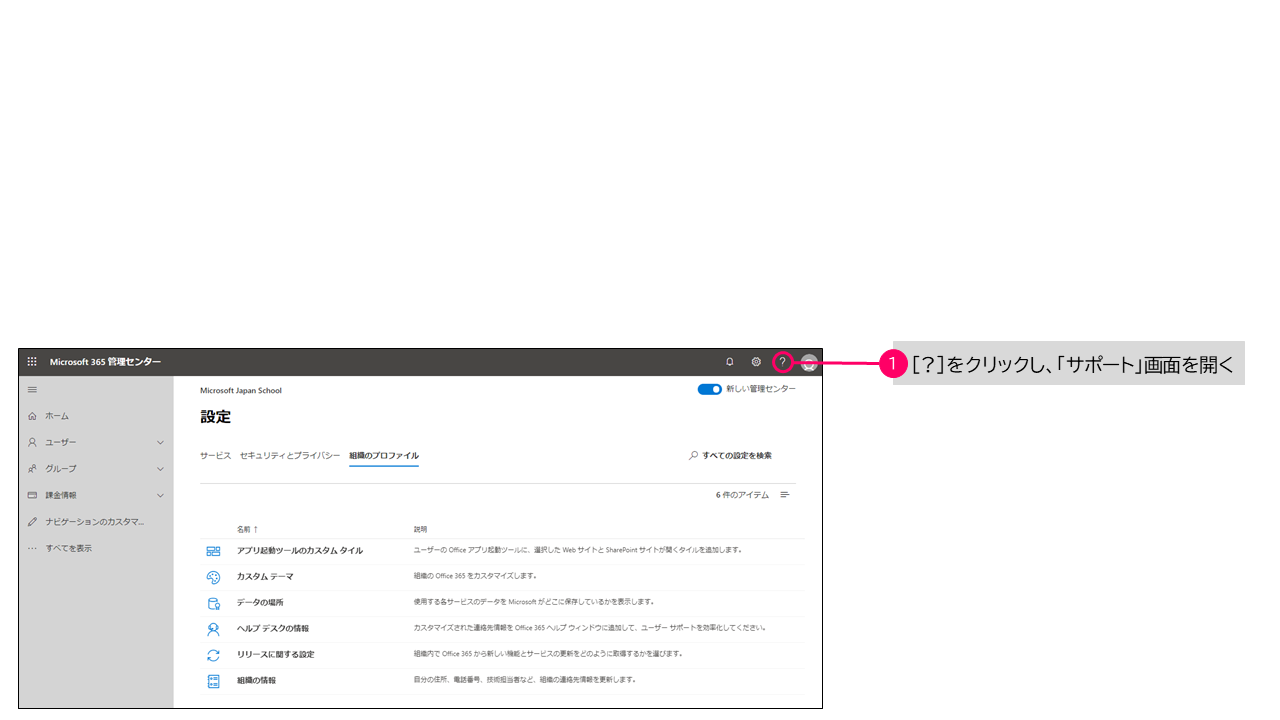 Microsoft 365 管理センター
?
1
[?]をクリックし、「サポート」画面を開く
Microsoft Japan School
新しい管理センター
ホーム
設定
ユーザー
サービス セキュリティとプライバシー 組織のプロファイル
すべての設定を検索
グループ
課金情報
6 件のアイテム
ナビゲーションのカスタマ...
名前 ↑ 説明
すべてを表示
アプリ起動ツールのカスタム タイル ユーザーの Office アプリ起動ツールに、選択した Web サイトと SharePoint サイトが開くタイルを追加します。
カスタム テーマ 組織の Office 365 をカスタマイズします。
データの場所 使用する各サービスのデータを Microsoft がどこに保存しているかを表示します。
ヘルプ デスクの情報 カスタマイズされた連絡先情報を Office 365 ヘルプ ウィンドウに追加して、ユーザー サポートを効率化してください。
リリースに関する設定 組織内で Office 365 から新しい機能とサービスの更新をどのように取得するかを選びます。
組織の情報 自分の住所、電話番号、技術担当者など、組織の連絡先情報を更新します。